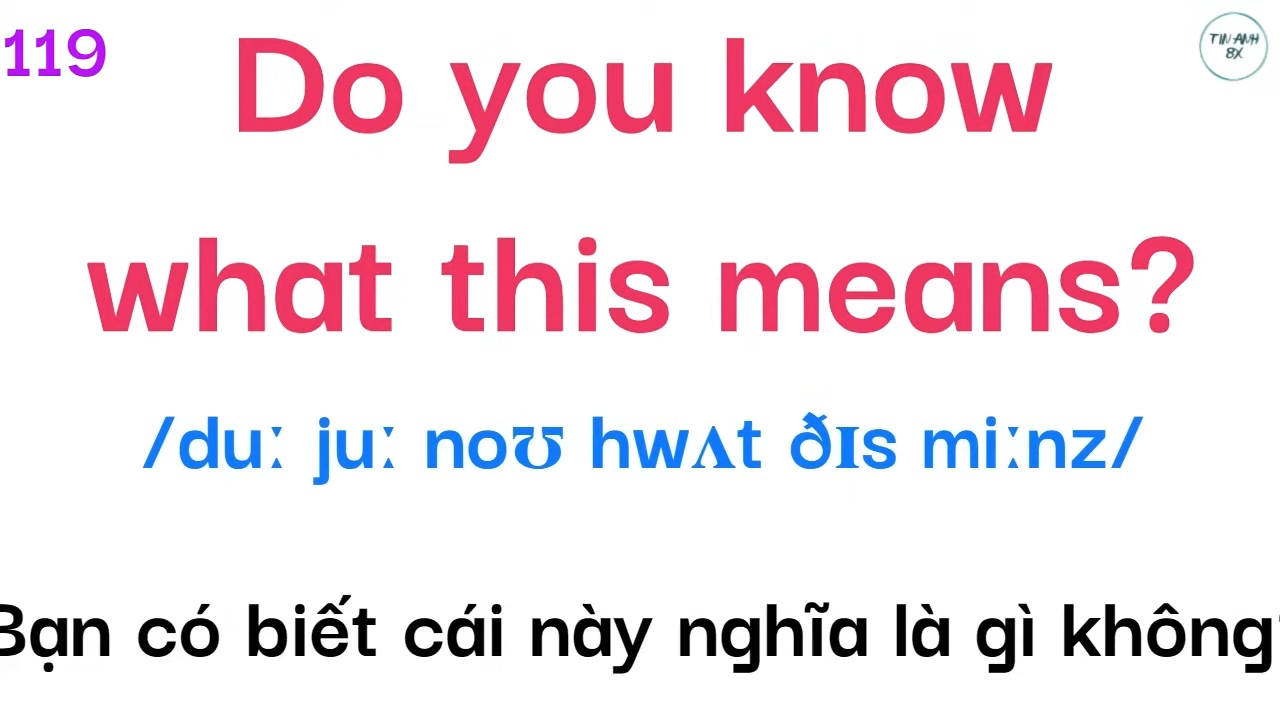 119
TIN ANH
8X
Do you know
what this means?
/duː juː noʊ hwʌt ðɪs miːnz/
Bạn có biết cái này nghĩa là gì không?